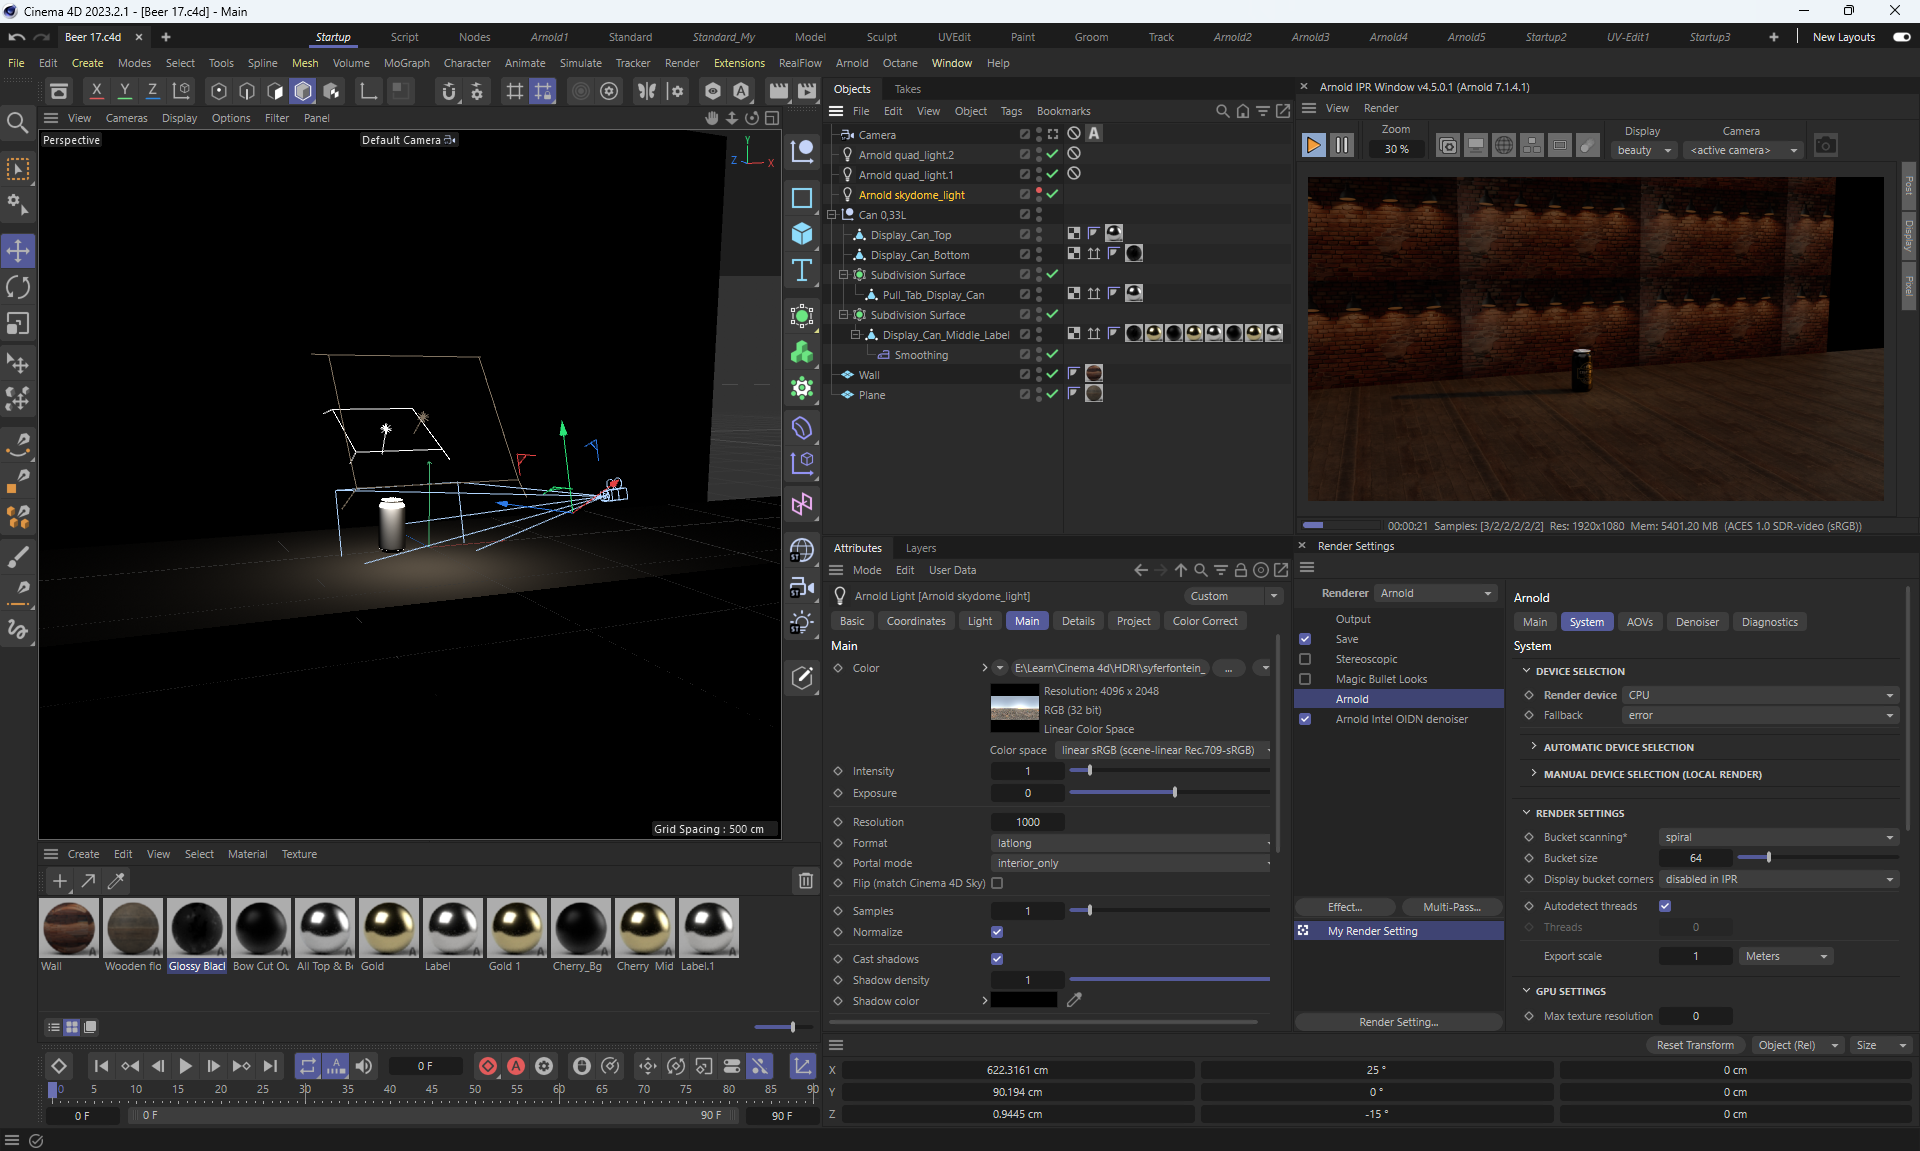 Cinema 4D 2023.2.1 - [Beer 17.c4d] - Main
Beer 17.c4d
Startup Script Nodes Arnold1 Standard Standard_My Model Sculpt UVEdit Paint Groom Track Arnold2 Arnold3 Arnold4 Arnold5 Startup2 UV-Edit1 Startup3 New Layouts
File Edit Create Modes Select Tools Spline Mesh Volume MoGraph Character Animate Simulate Tracker Render Extensions RealFlow Arnold Octane Window Help
X Y Z
View Cameras Display Options Filter Panel
Perspective
Default Camera
Y
Z X
Grid Spacing : 500 cm
Objects Takes
File Edit View Object Tags Bookmarks
Camera
Arnold quad_light.2
Arnold quad_light.1
Arnold skydome_light
Can 0,33L
Display_Can_Top
Display_Can_Bottom
Subdivision Surface
Pull_Tab_Display_Can
Subdivision Surface
Display_Can_Middle_Label
Smoothing
Wall
Plane
Arnold IPR Window v4.5.0.1 (Arnold 7.1.4.1)
View Render
Zoom
30 %
Display
beauty
Camera
<active camera>
Post
Display
Pixel
00:00:21 Samples: [3/2/2/2/2/2] Res: 1920x1080 Mem: 5401.20 MB (ACES 1.0 SDR-video (sRGB))
Attributes Layers
Mode Edit User Data
Arnold Light [Arnold skydome_light]
Custom
Basic Coordinates Light Main Details Project Color Correct
Main
Color E:\Learn\Cinema 4d\HDRI\syferfontein_ ...
Resolution: 4096 x 2048
RGB (32 bit)
Linear Color Space
Color space linear sRGB (scene-linear Rec.709-sRGB)
Intensity 1
Exposure 0
Resolution 1000
Format latlong
Portal mode interior_only
Flip (match Cinema 4D Sky)
Samples 1
Normalize
Cast shadows
Shadow density 1
Shadow color
Render Settings
Renderer Arnold
Output
Save
Stereoscopic
Magic Bullet Looks
Arnold
Arnold Intel OIDN denoiser
Effect... Multi-Pass...
My Render Setting
Render Setting...
Arnold
Main System AOVs Denoiser Diagnostics
System
DEVICE SELECTION
Render device CPU
Fallback error
AUTOMATIC DEVICE SELECTION
MANUAL DEVICE SELECTION (LOCAL RENDER)
RENDER SETTINGS
Bucket scanning* spiral
Bucket size 64
Display bucket corners disabled in IPR
Autodetect threads
Threads 0
Export scale 1 Meters
GPU SETTINGS
Max texture resolution 0
Create Edit View Select Material Texture
Wall Wooden flo Glossy Blacl Bow Cut Ou All Top & Bo Gold Label Gold 1 Cherry_Bg Cherry Mid Label.1
0 F
0 5 10 15 20 25 30 35 40 45 50 55 60 65 70 75 80 85 90
0 F 0 F 90 F 90 F
Reset Transform Object (Rel) Size
X 622.3161 cm 25 ° 0 cm
Y 90.194 cm 0 ° 0 cm
Z 0.9445 cm -15 ° 0 cm